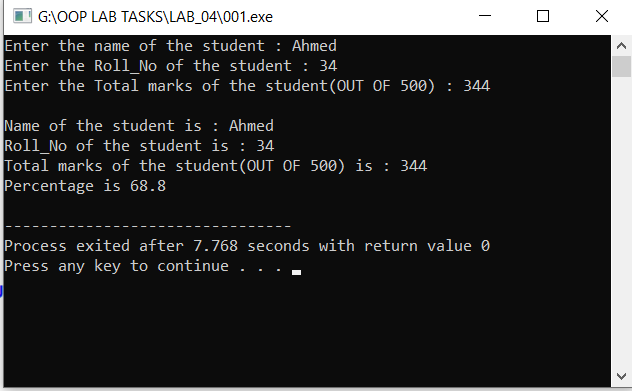 G:\OOP LAB TASKS\LAB_04\001.exe
Enter the name of the student : Ahmed
Enter the Roll_No of the student : 34
Enter the Total marks of the student(OUT OF 500) : 344
Name of the student is : Ahmed
Roll_No of the student is : 34
Total marks of the student(OUT OF 500) is : 344
Percentage is 68.8
--------------------------------
Process exited after 7.768 seconds with return value 0
Press any key to continue . . .